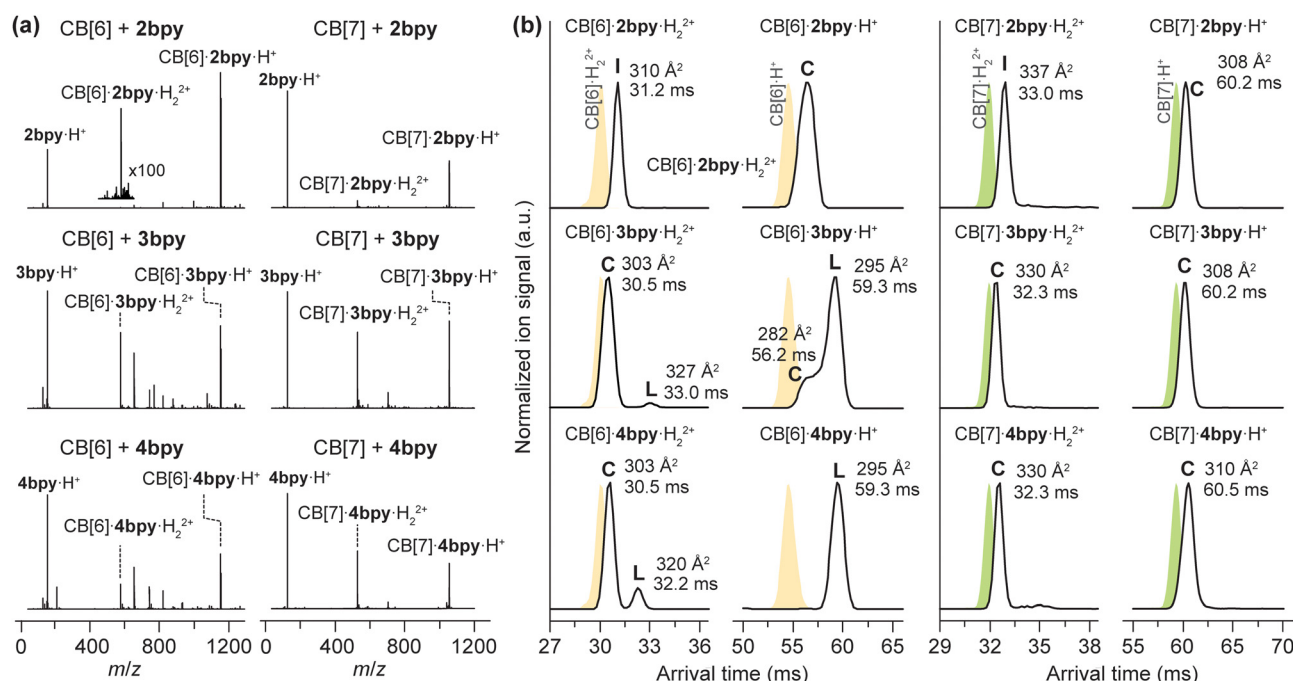 (a)
CB[6] + 2bpy
CB[7] + 2bpy
CB[6]·2bpy·H⁺
CB[6]·2bpy·H₂²⁺
2bpy·H⁺
x100
2bpy·H⁺
CB[7]·2bpy·H⁺
CB[7]·2bpy·H₂²⁺
CB[6] + 3bpy
CB[7] + 3bpy
3bpy·H⁺
CB[6]·3bpy·H⁺
CB[6]·3bpy·H₂²⁺
3bpy·H⁺
CB[7]·3bpy·H⁺
CB[7]·3bpy·H₂²⁺
CB[6] + 4bpy
CB[7] + 4bpy
4bpy·H⁺
CB[6]·4bpy·H⁺
CB[6]·4bpy·H₂²⁺
4bpy·H⁺
CB[7]·4bpy·H₂²⁺
CB[7]·4bpy·H⁺
0 400 800 1200
m/z
0 400 800 1200
m/z
(b)
Normalized ion signal (a.u.)
CB[6]·2bpy·H₂²⁺
CB[6]·H₂²⁺
I
310 Å²
31.2 ms
CB[6]·2bpy·H⁺
CB[6]·H⁺
C
CB[6]·2bpy·H₂²⁺
CB[7]·2bpy·H₂²⁺
CB[7]·H₂²⁺
I
337 Å²
33.0 ms
CB[7]·2bpy·H⁺
CB[7]·H⁺
C
308 Å²
60.2 ms
CB[6]·3bpy·H₂²⁺
C
303 Å²
30.5 ms
327 Å²
L
33.0 ms
CB[6]·3bpy·H⁺
L
295 Å²
59.3 ms
282 Å²
56.2 ms
C
CB[7]·3bpy·H₂²⁺
C
330 Å²
32.3 ms
CB[7]·3bpy·H⁺
C
308 Å²
60.2 ms
CB[6]·4bpy·H₂²⁺
C
303 Å²
30.5 ms
L
320 Å²
32.2 ms
CB[6]·4bpy·H⁺
L
295 Å²
59.3 ms
CB[7]·4bpy·H₂²⁺
C
330 Å²
32.3 ms
CB[7]·4bpy·H⁺
C
310 Å²
60.5 ms
27 30 33 36
50 55 60 65
Arrival time (ms)
29 32 35 38
55 60 65 70
Arrival time (ms)